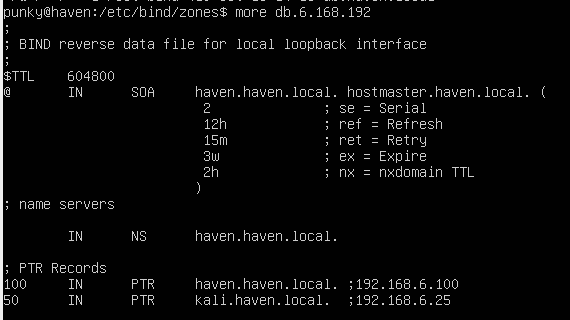 punky@haven:/etc/bind/zones$ more db.6.168.192
;
; BIND reverse data file for local loopback interface
;
$TTL    604800
@       IN      SOA     haven.haven.local. hostmaster.haven.local. (
                         2              ; se = Serial
                         12h            ; ref = Refresh
                         15m            ; ret = Retry
                         3w             ; ex = Expire
                         2h             ; nx = nxdomain TTL
                        )
; name servers
        IN      NS      haven.haven.local.
; PTR Records
100     IN      PTR     haven.haven.local. ;192.168.6.100
50      IN      PTR     kali.haven.local.  ;192.168.6.25